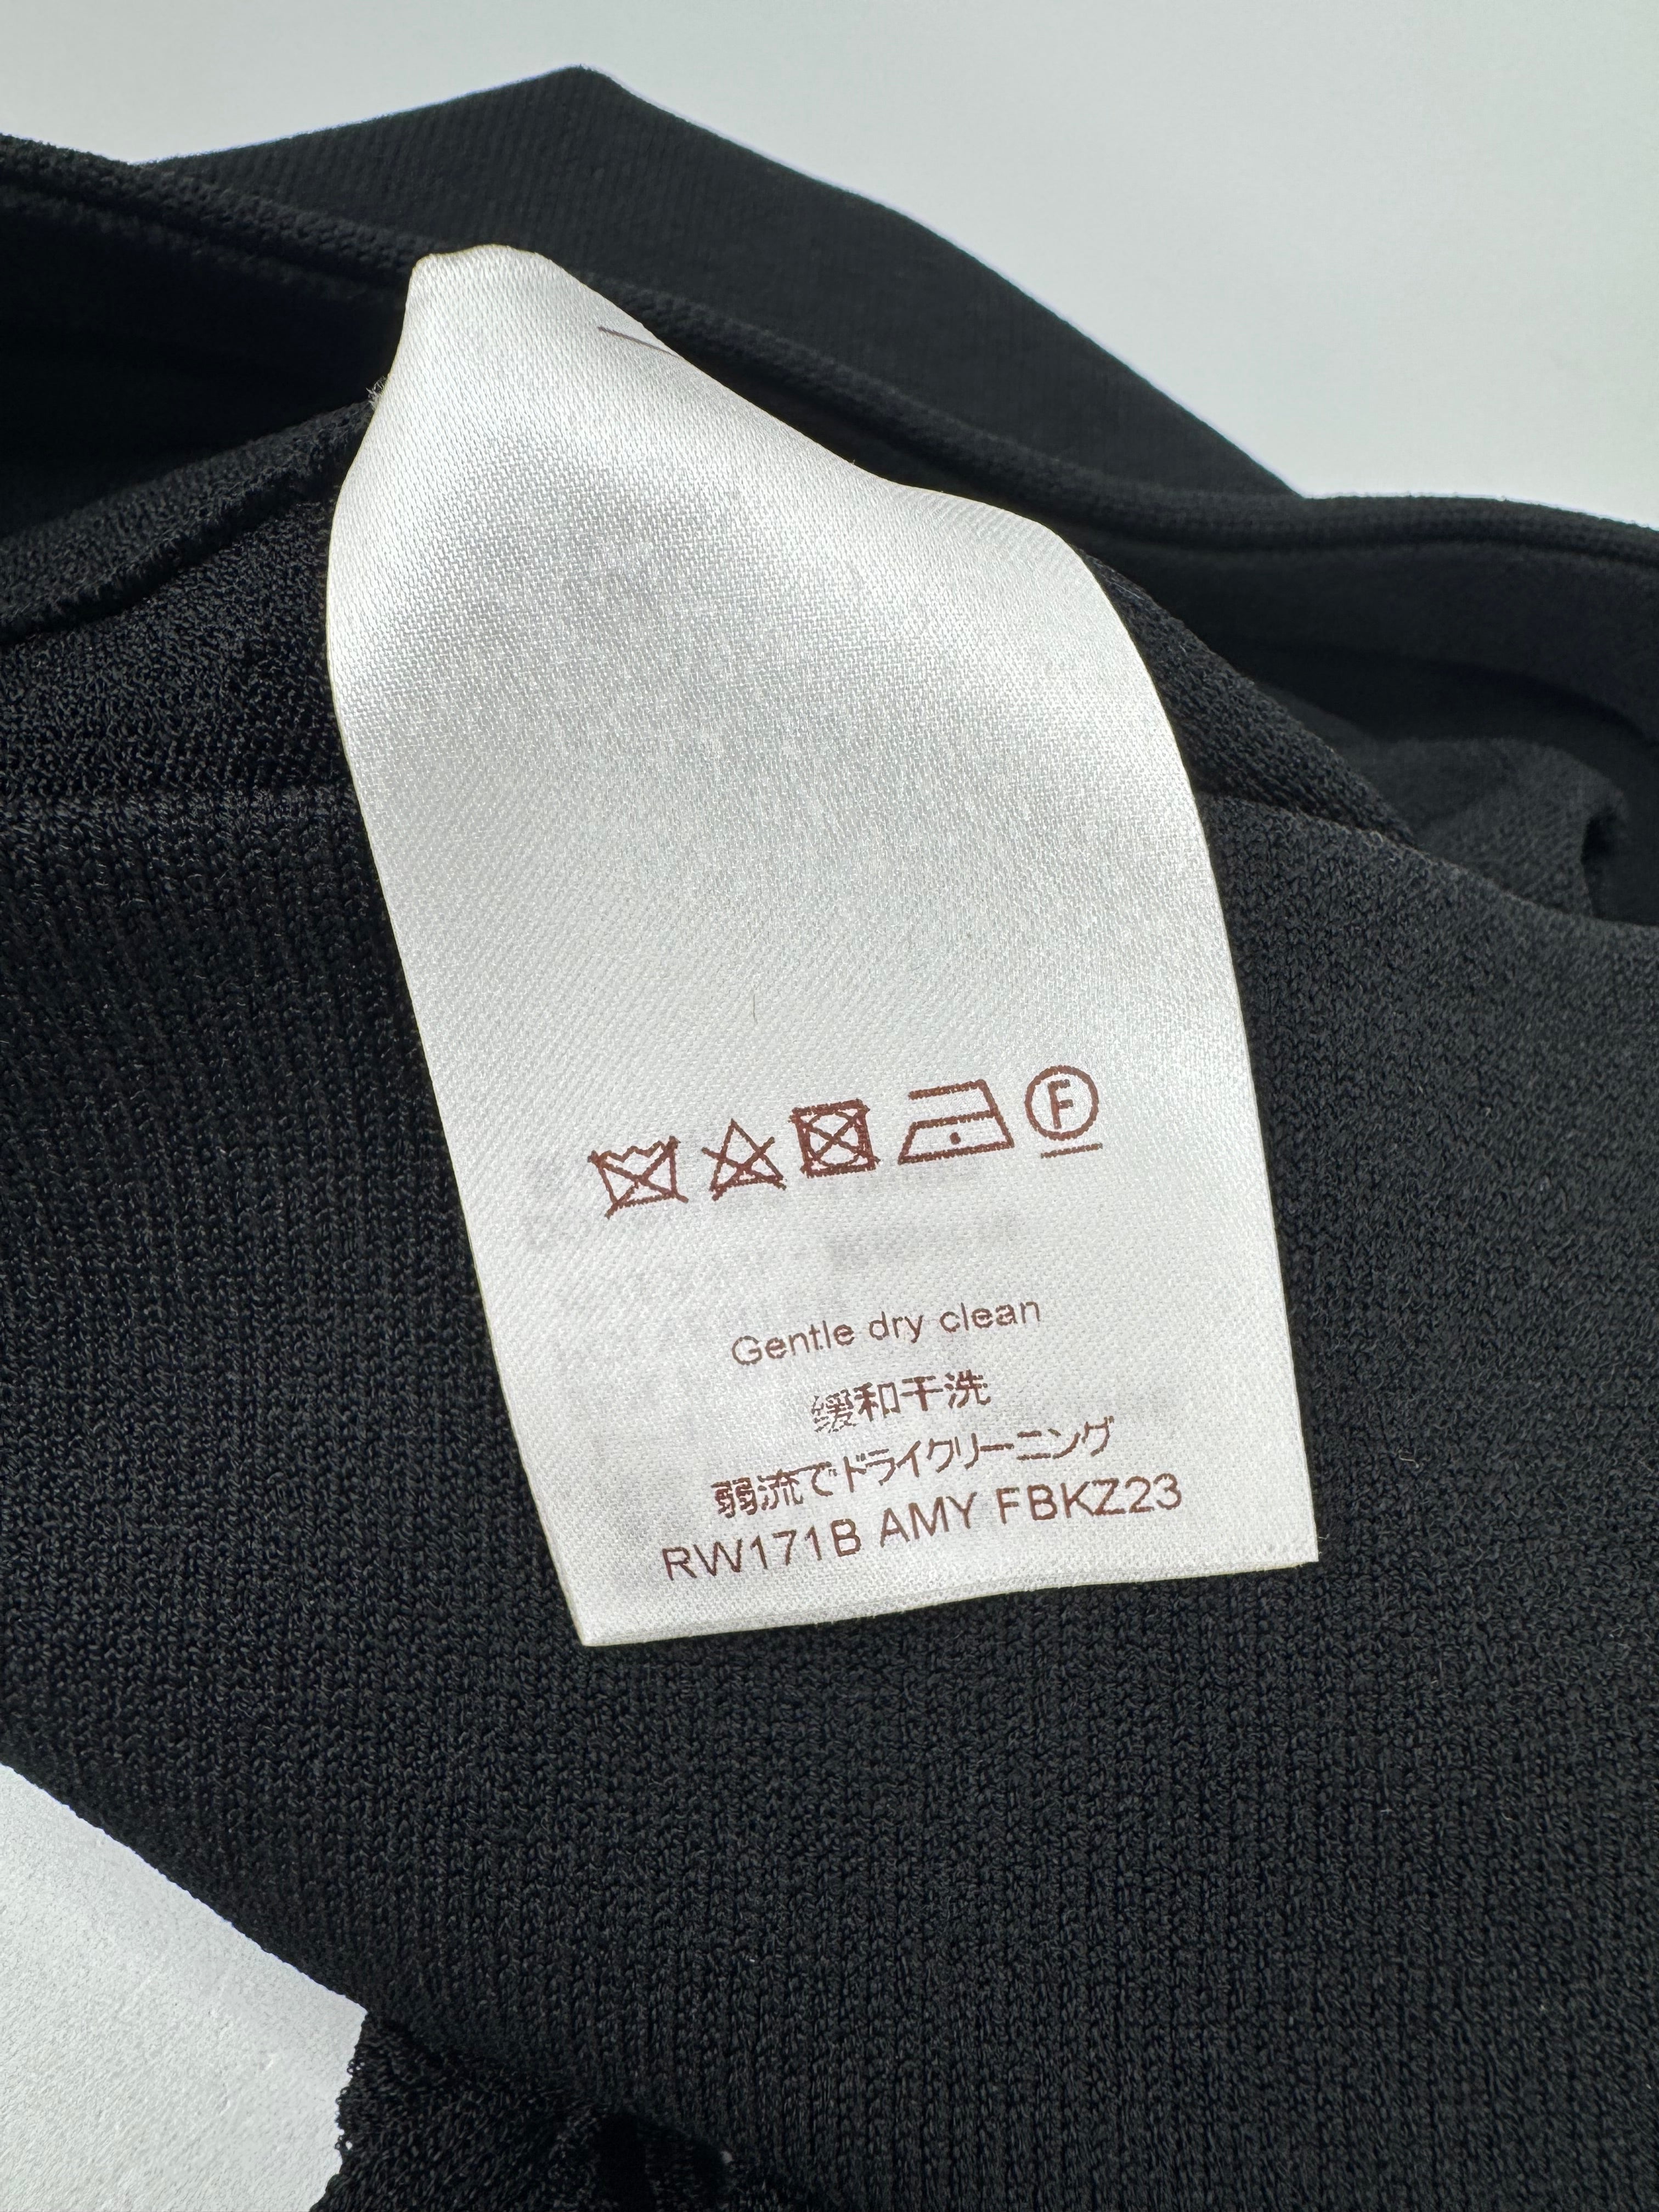 F
Gentle dry clean
缓和干洗
弱流でドライクリーニング
RW171B AMY FBKZ23